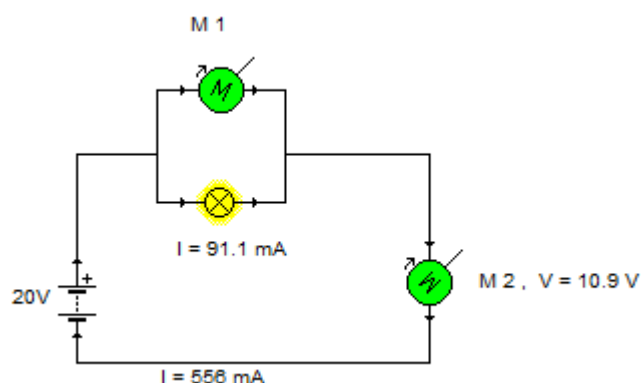 M 1
I = 91.1 mA
20V
+
M 2 , V = 10.9 V
I = 556 mA